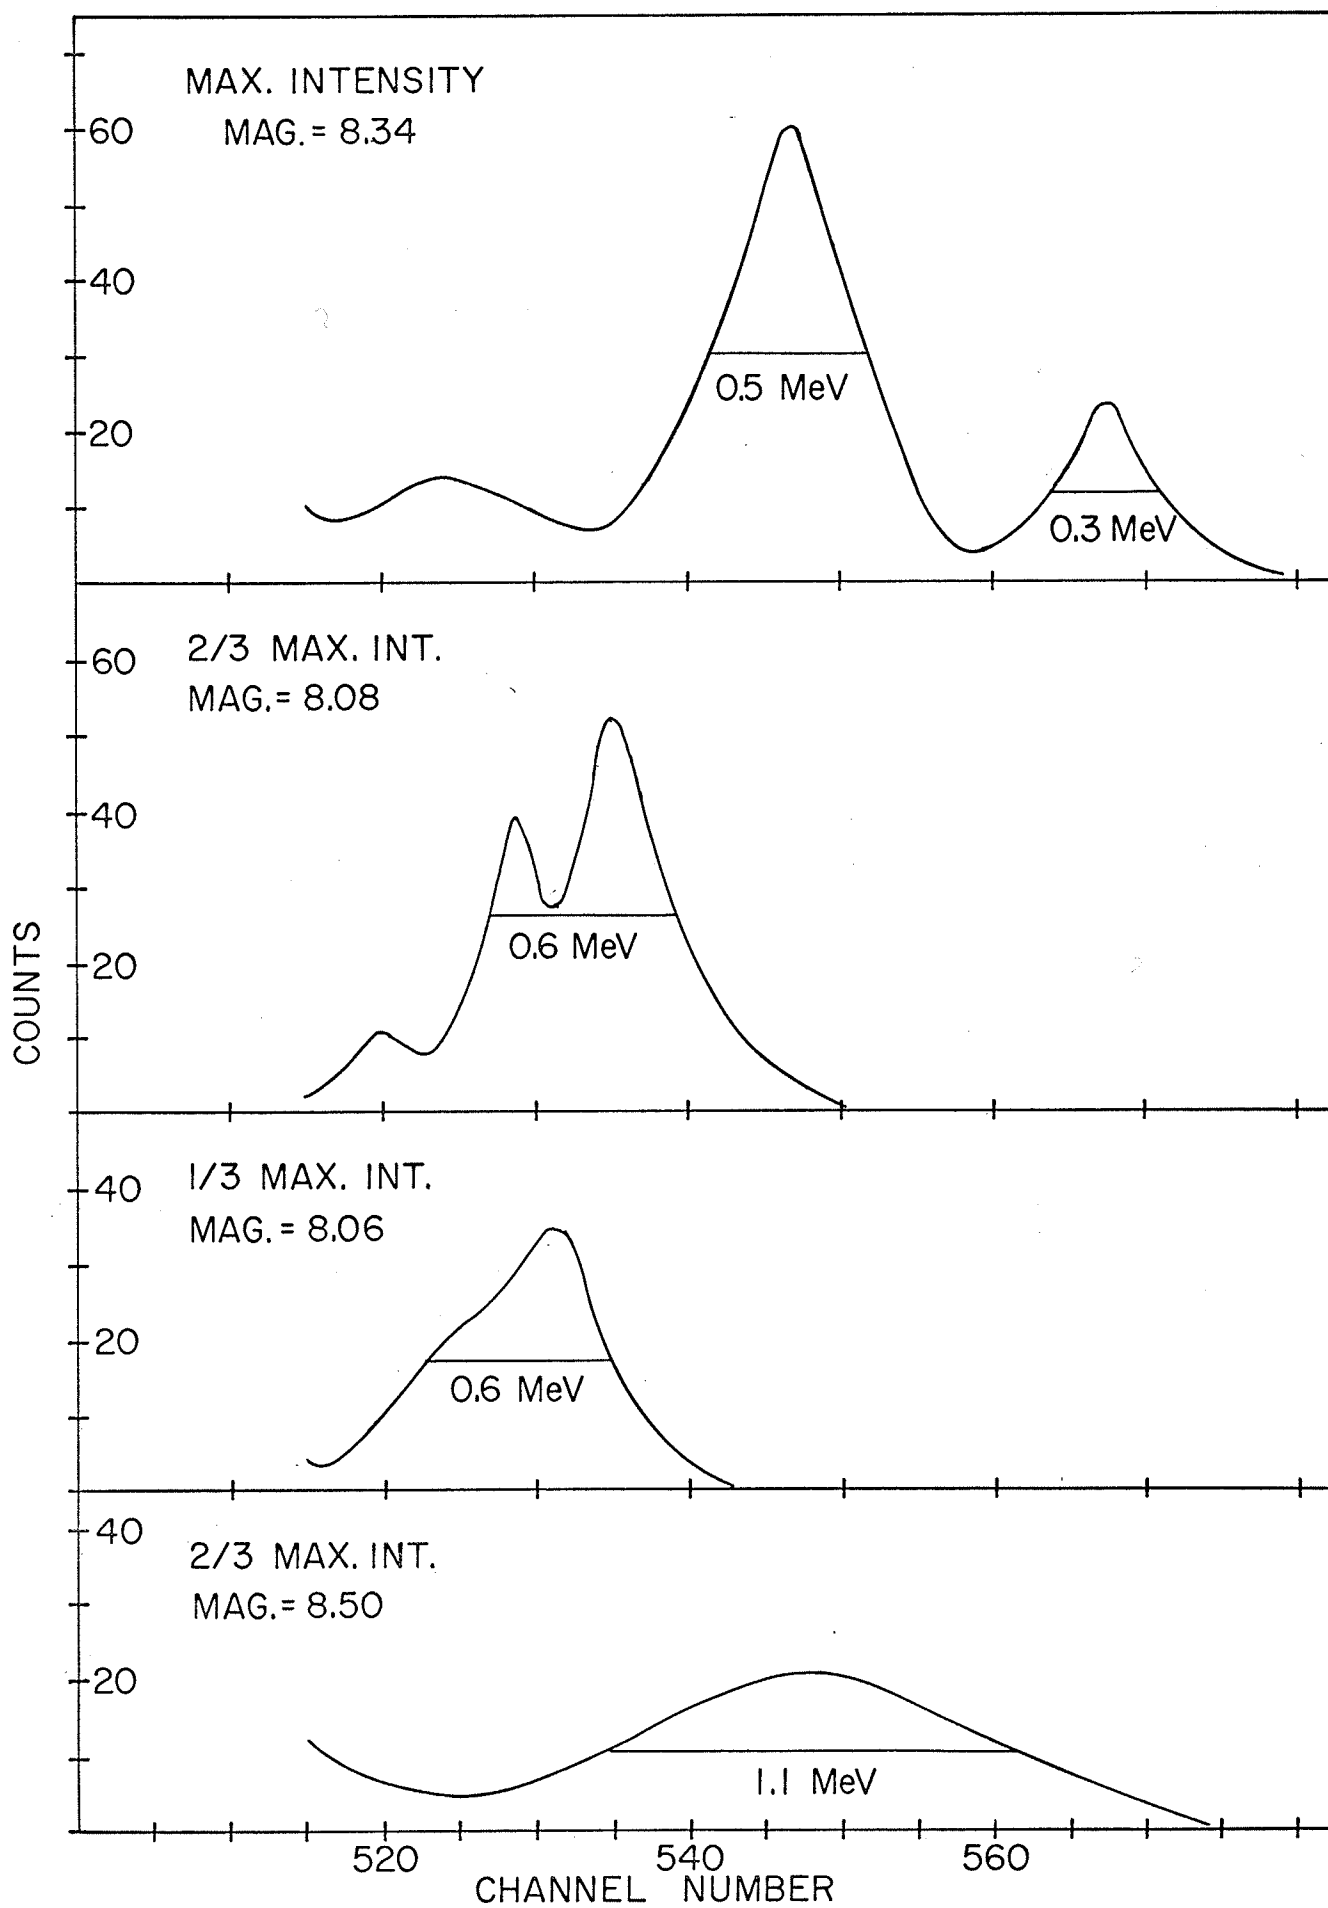 MAX. INTENSITY
MAG. = 8.34
60
40
20
0.5 MeV
0.3 MeV
2/3 MAX. INT.
MAG. = 8.08
60
40
20
0.6 MeV
1/3 MAX. INT.
MAG. = 8.06
40
20
0.6 MeV
2/3 MAX. INT.
MAG. = 8.50
40
20
1.1 MeV
COUNTS
520 540 560
CHANNEL NUMBER